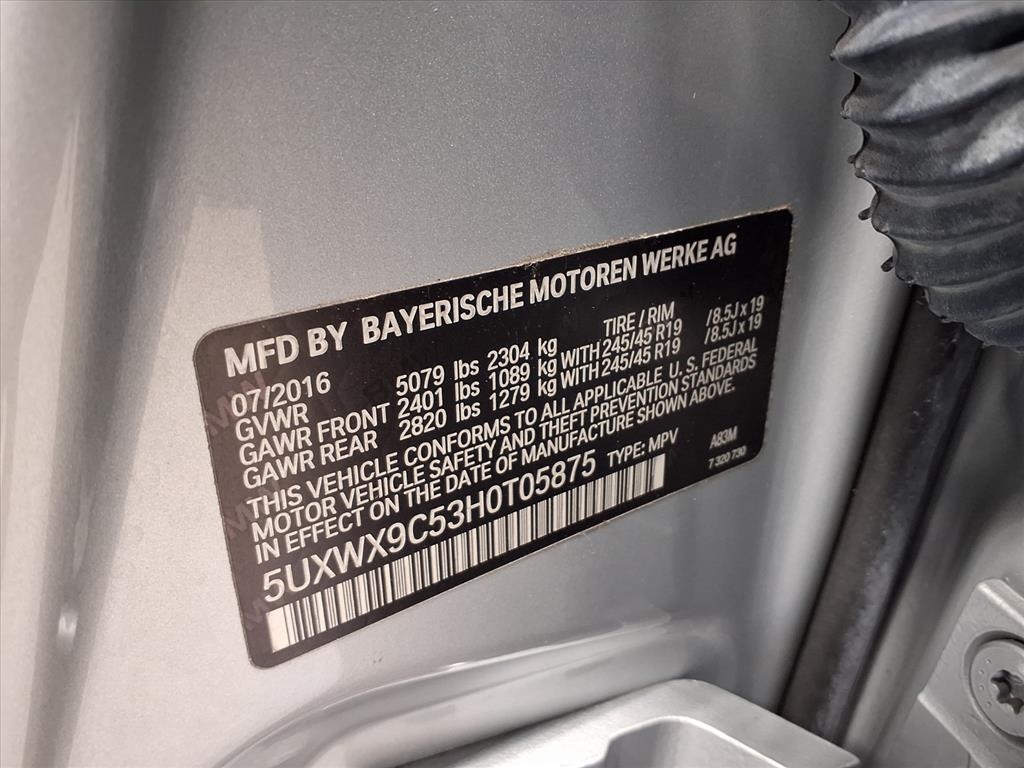 MFD BY BAYERISCHE MOTOREN WERKE AG
07/2016 TIRE / RIM
GVWR 5079 lbs 2304 kg
GAWR FRONT 2401 lbs 1089 kg WITH 245/45 R19 /8.5J x 19
GAWR REAR 2820 lbs 1279 kg WITH 245/45 R19 /8.5J x 19
THIS VEHICLE CONFORMS TO ALL APPLICABLE U. S. FEDERAL
MOTOR VEHICLE SAFETY AND THEFT PREVENTION STANDARDS
IN EFFECT ON THE DATE OF MANUFACTURE SHOWN ABOVE.
5UXWX9C53H0T05875 TYPE: MPV A83M
7 320 730